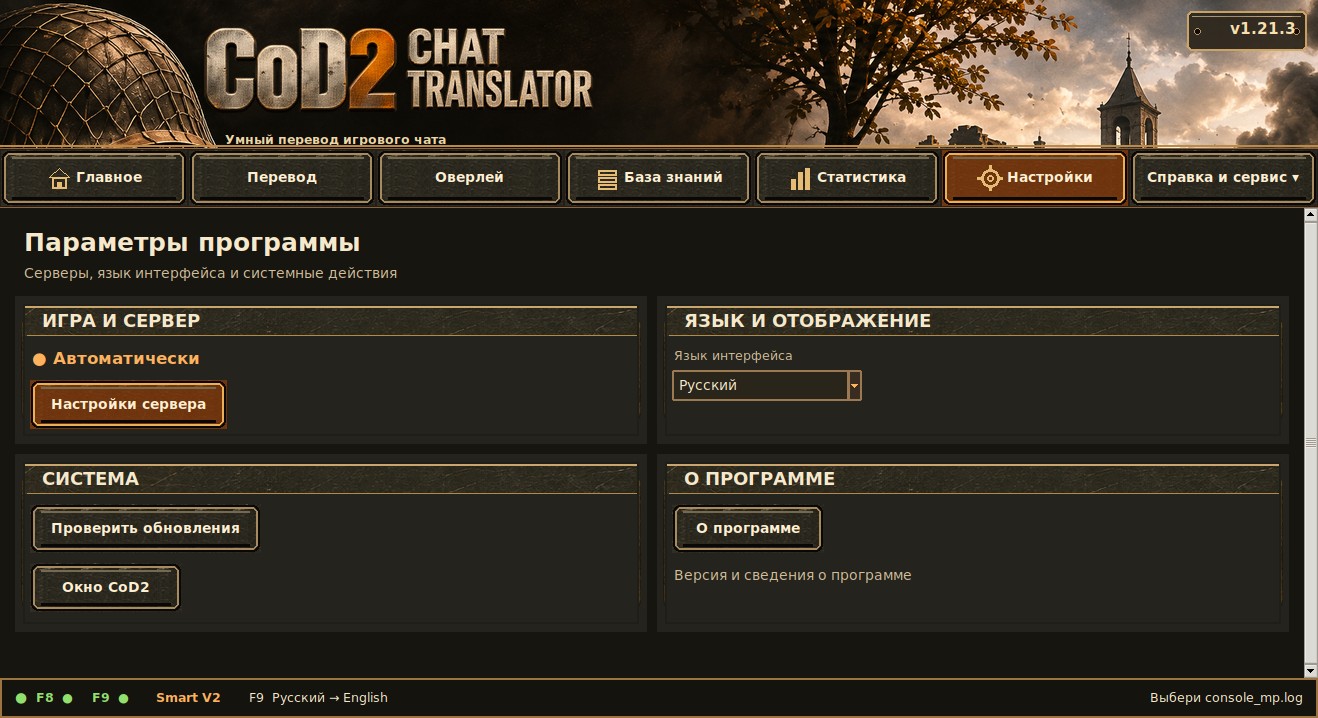 CoD2 CHAT TRANSLATOR
v1.21.3
Умный перевод игрового чата
Главное
Перевод
Оверлей
База знаний
Статистика
Настройки
Справка и сервис ▾
Параметры программы
Серверы, язык интерфейса и системные действия
ИГРА И СЕРВЕР
● Автоматически
Настройки сервера
ЯЗЫК И ОТОБРАЖЕНИЕ
Язык интерфейса
Русский
СИСТЕМА
Проверить обновления
Окно CoD2
О ПРОГРАММЕ
О программе
Версия и сведения о программе
● F8 ● F9 ● Smart V2 F9 Русский → English
Выбери console_mp.log